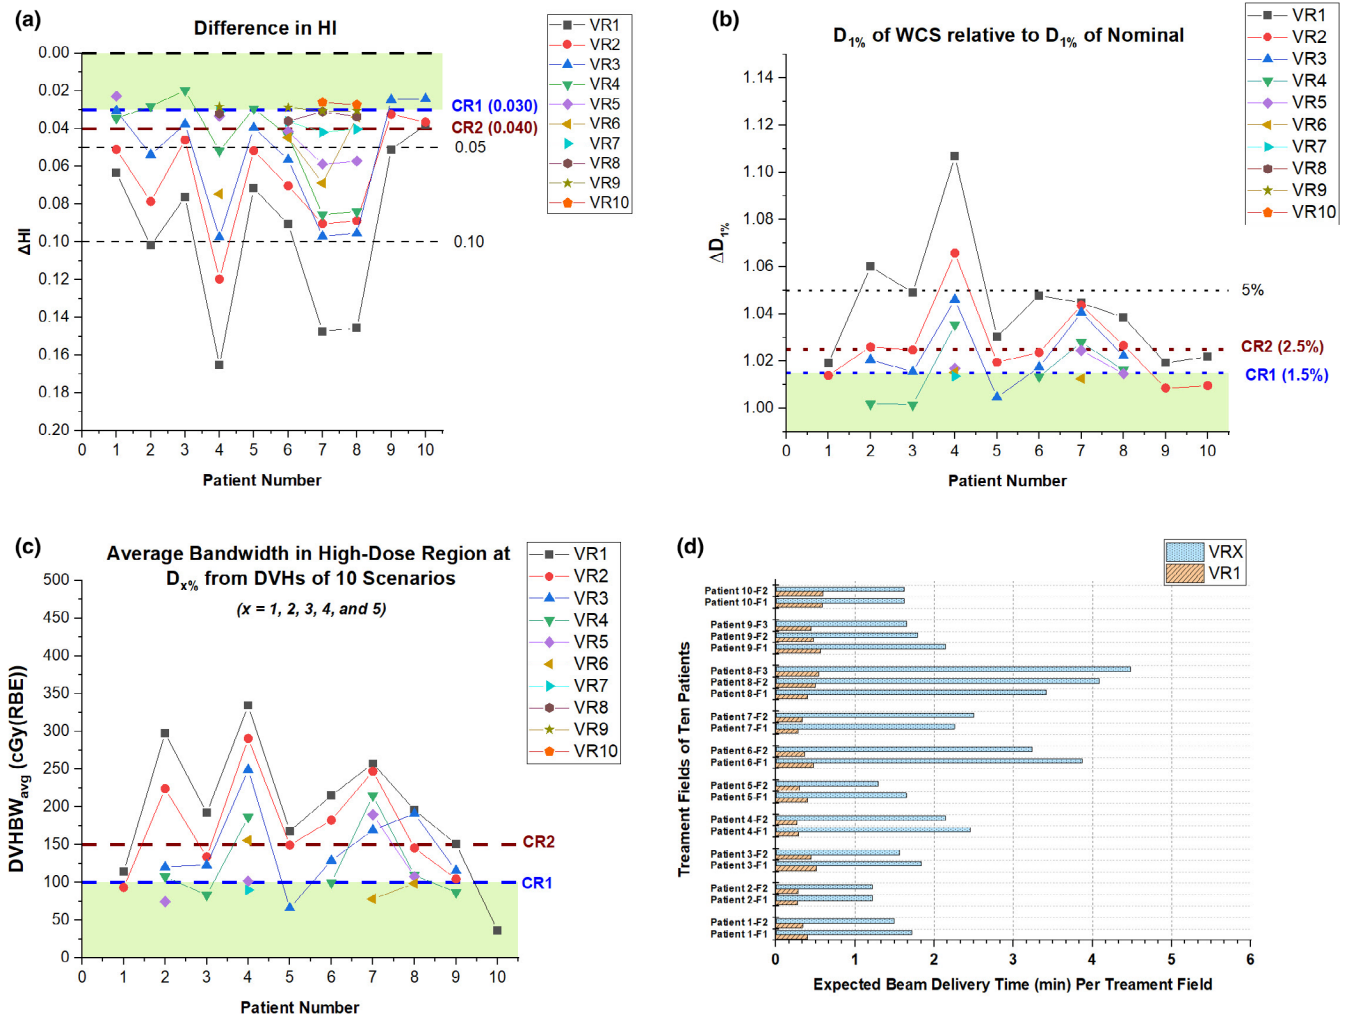 (a)
Difference in HI
0.00
0.02
0.04
0.06
0.08
0.10
0.12
0.14
0.16
0.18
0.20
ΔHI
CR1 (0.030)
CR2 (0.040)
0.05
0.10
0 1 2 3 4 5 6 7 8 9 10
Patient Number
VR1
VR2
VR3
VR4
VR5
VR6
VR7
VR8
VR9
VR10
(b)
D1% of WCS relative to D1% of Nominal
1.14
1.12
1.10
1.08
1.06
1.04
1.02
1.00
ΔD1%
5%
CR2 (2.5%)
CR1 (1.5%)
0 1 2 3 4 5 6 7 8 9 10
Patient Number
VR1
VR2
VR3
VR4
VR5
VR6
VR7
VR8
VR9
VR10
(c)
Average Bandwidth in High-Dose Region at
Dx% from DVHs of 10 Scenarios
(x = 1, 2, 3, 4, and 5)
500
450
400
350
300
250
200
150
100
50
0
DVHBWavg (cGy(RBE))
CR2
CR1
0 1 2 3 4 5 6 7 8 9 10
Patient Number
VR1
VR2
VR3
VR4
VR5
VR6
VR7
VR8
VR9
VR10
(d)
VRX
VR1
Treament Fields of Ten Patients
Patient 10-F2
Patient 10-F1
Patient 9-F3
Patient 9-F2
Patient 9-F1
Patient 8-F3
Patient 8-F2
Patient 8-F1
Patient 7-F2
Patient 7-F1
Patient 6-F2
Patient 6-F1
Patient 5-F2
Patient 5-F1
Patient 4-F2
Patient 4-F1
Patient 3-F2
Patient 3-F1
Patient 2-F2
Patient 2-F1
Patient 1-F2
Patient 1-F1
0 1 2 3 4 5 6
Expected Beam Delivery Time (min) Per Treament Field